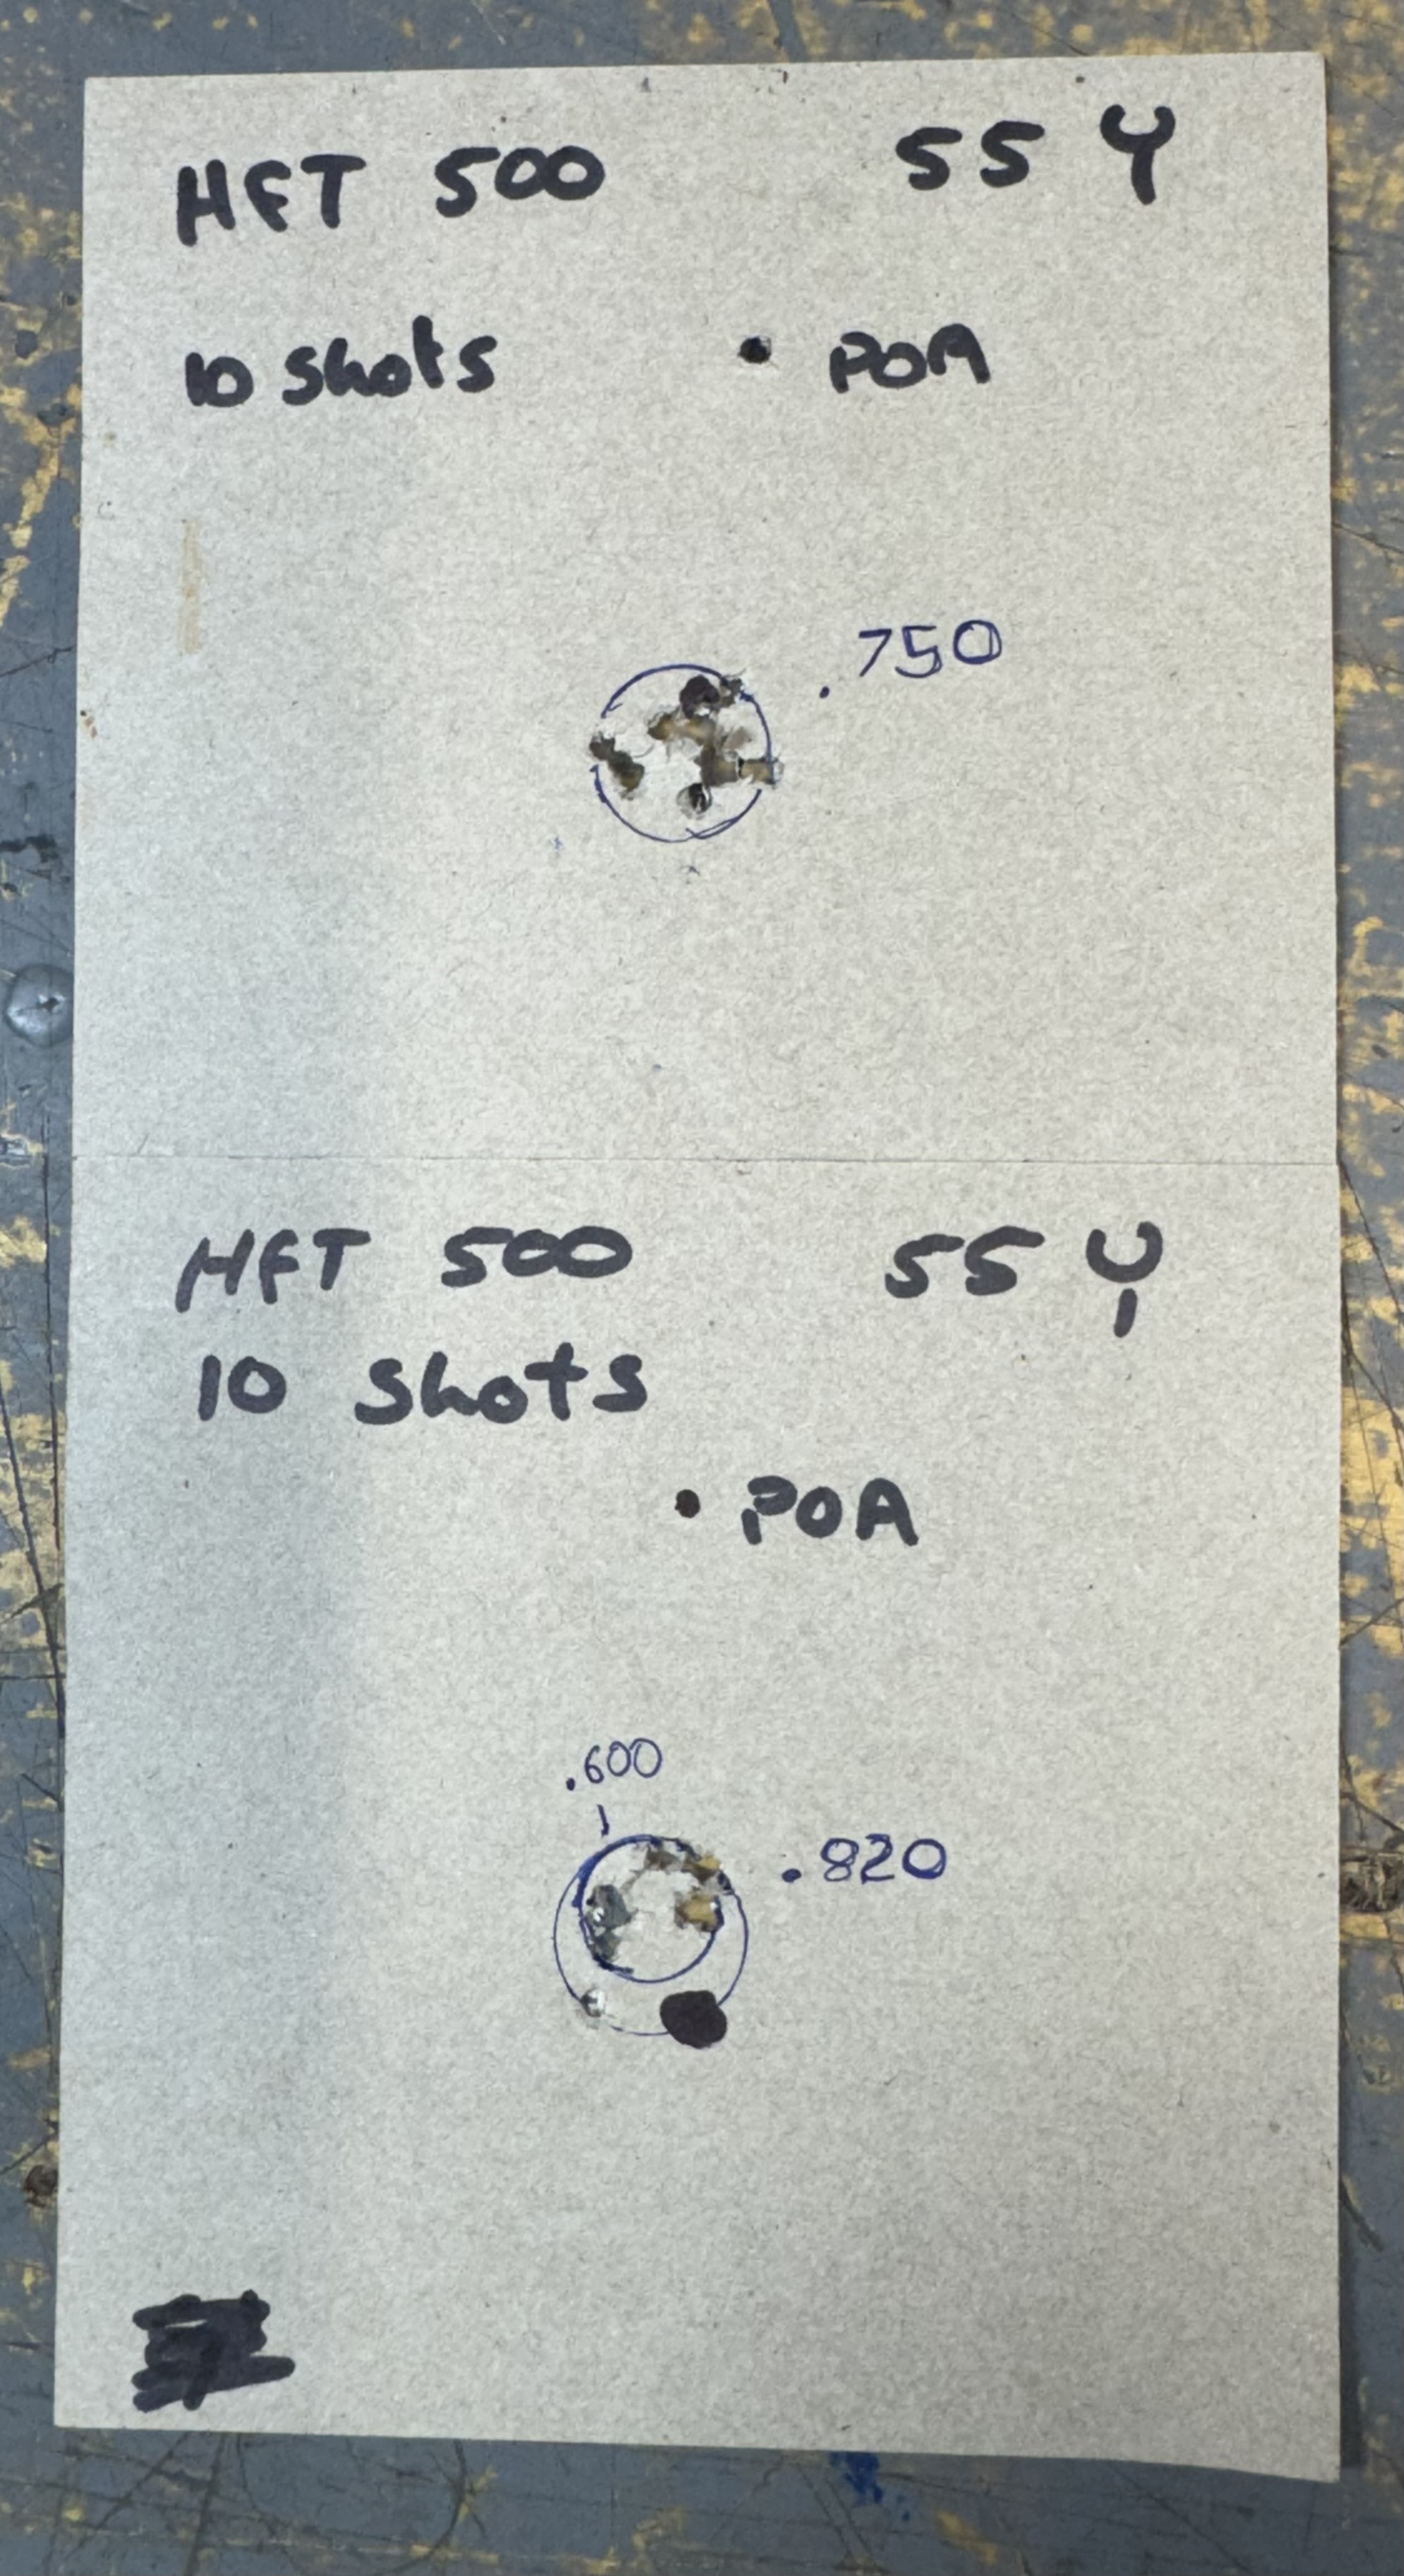 HFT 500 55 Y
10 shots • POA
.750
HFT 500 55 Y
10 shots
• POA
.600
.820